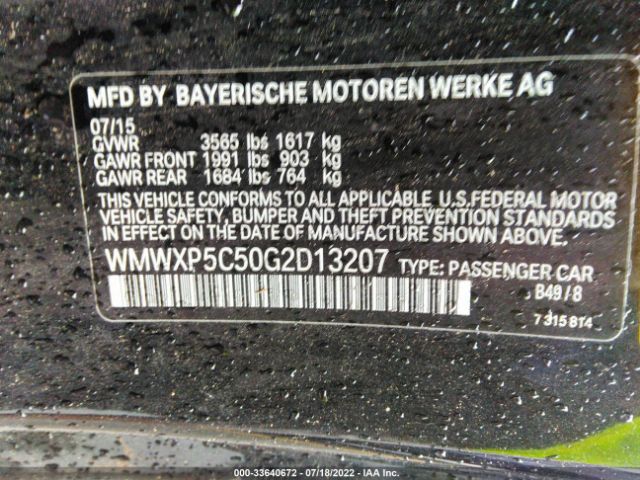 MFD BY BAYERISCHE MOTOREN WERKE AG
07/15
GVWR 3565 lbs 1617 kg
GAWR FRONT 1991 lbs 903 kg
GAWR REAR 1684 lbs 764 kg
THIS VEHICLE CONFORMS TO ALL APPLICABLE U.S.FEDERAL MOTOR
VEHICLE SAFETY, BUMPER AND THEFT PREVENTION STANDARDS
IN EFFECT ON THE DATE OF MANUFACTURE SHOWN ABOVE.
WMWXP5C50G2D13207 TYPE: PASSENGER CAR
B49/8
7 315 814
000-33640672 - 07/18/2022 - IAA Inc.